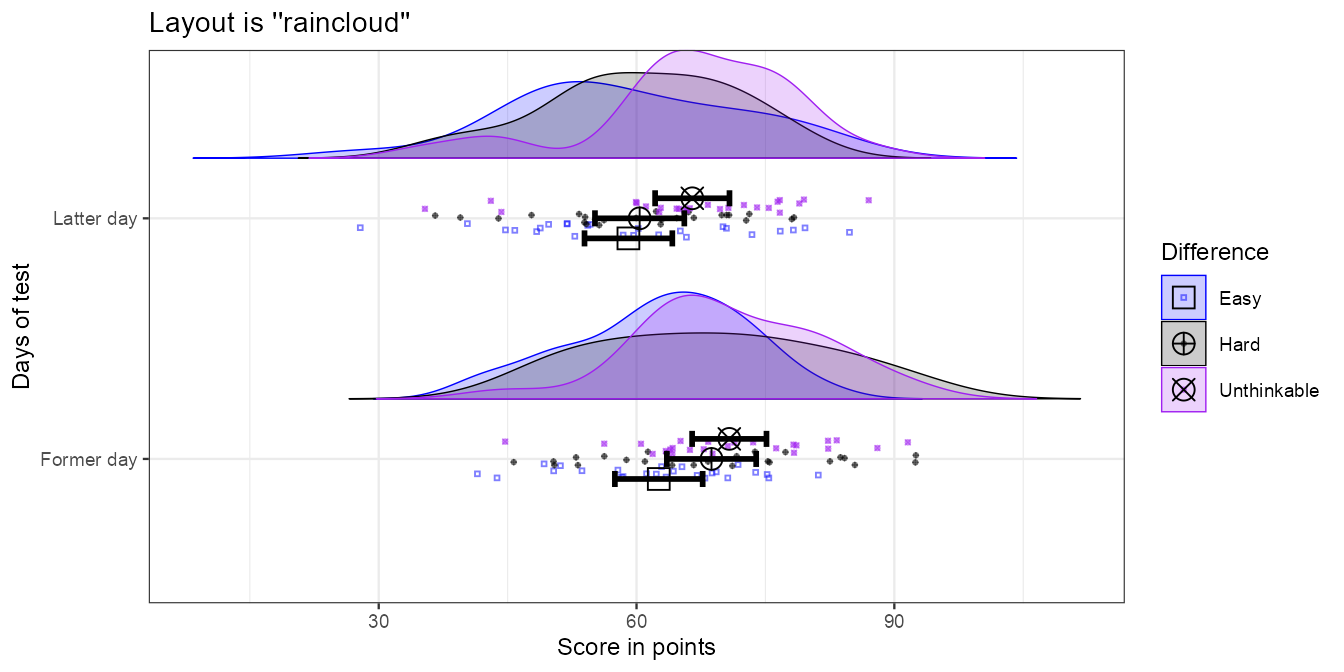 Layout is ''raincloud''
Days of test
Latter day
Former day
30
60
90
Score in points
Difference
Easy
Hard
Unthinkable